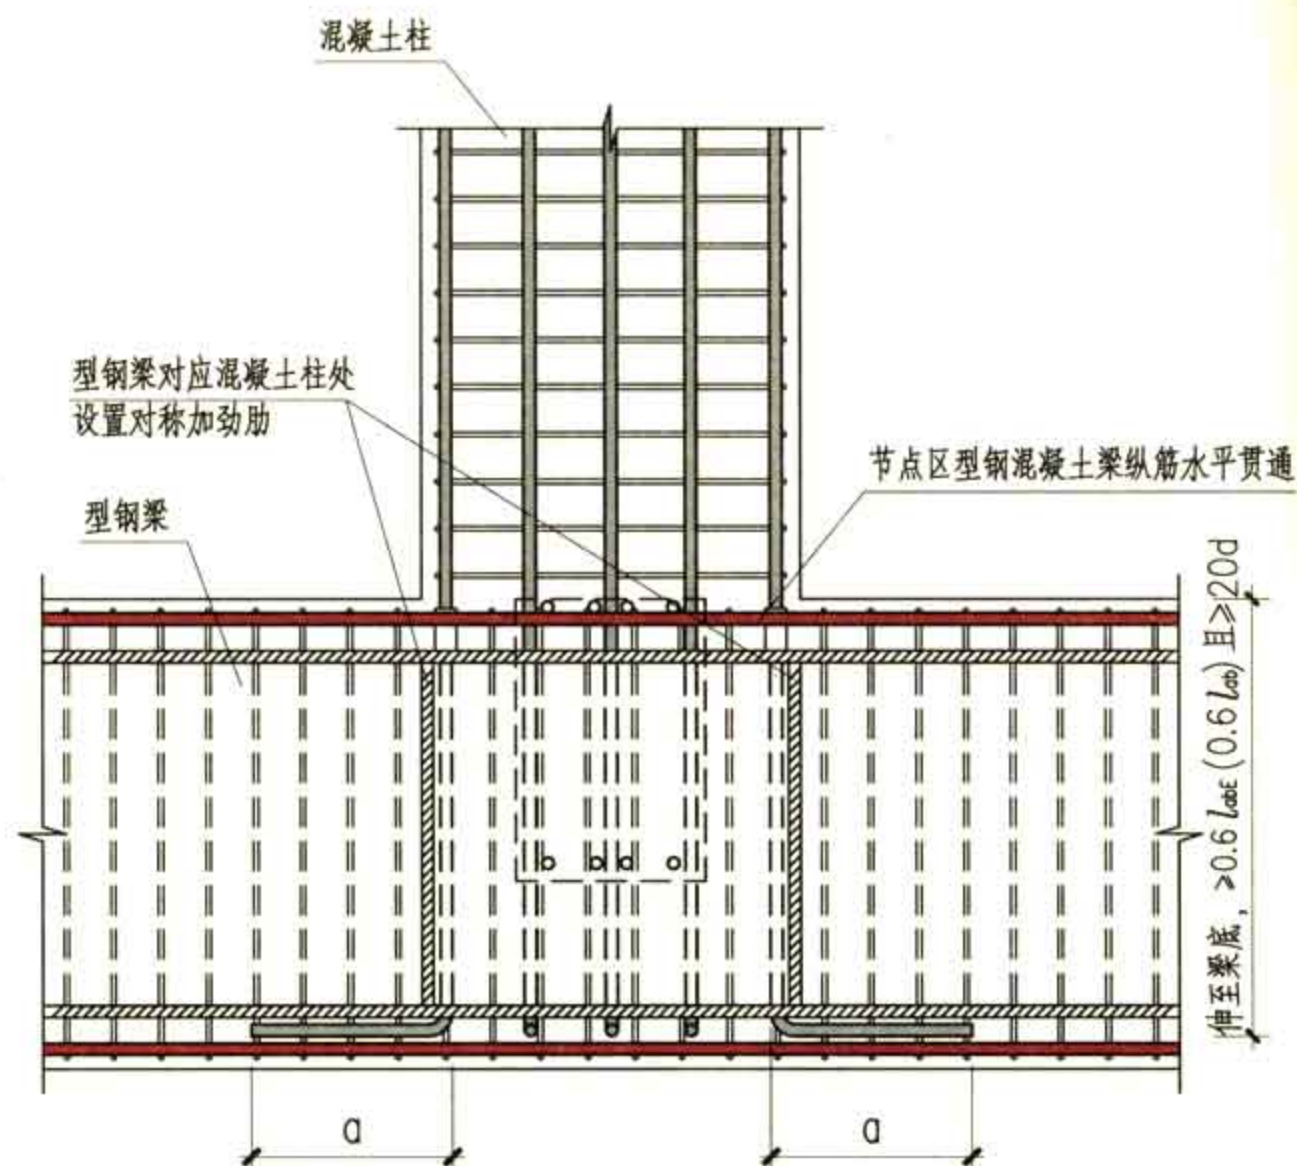 混凝土柱
型钢梁对应混凝土柱处
设置对称加劲肋
型钢梁
节点区型钢混凝土梁纵筋水平贯通
伸至梁底，≥0.6 labE (0.6 lab) 且≥20d
a
a